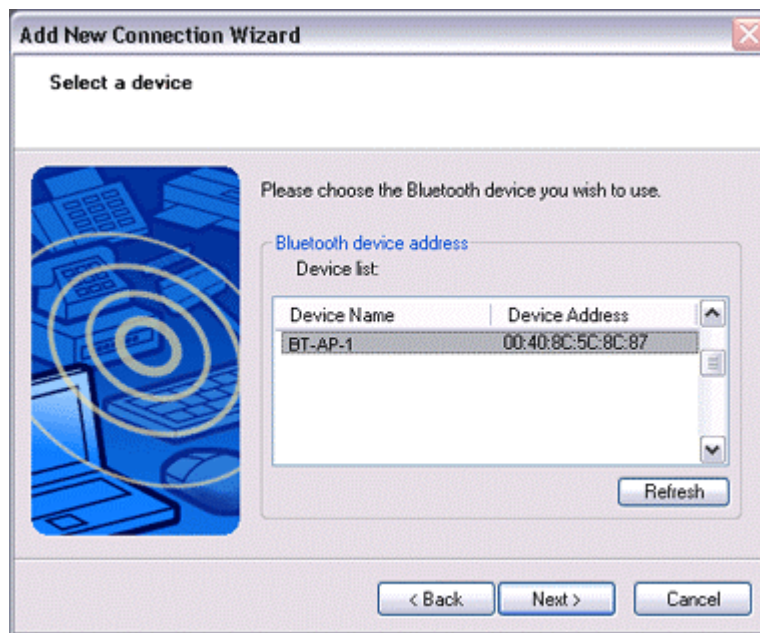 Add New Connection Wizard
Select a device
Please choose the Bluetooth device you wish to use.
Bluetooth device address
Device list:
Device Name Device Address
BT-AP-1 00:40:8C:5C:8C:87
Refresh
< Back Next > Cancel